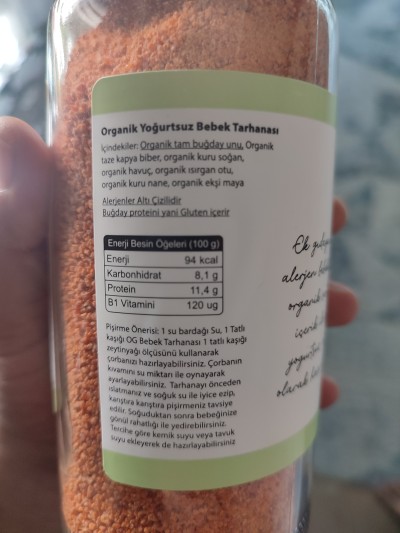 Organik Yoğurtsuz Bebek Tarhanası
İçindekiler: Organik tam buğday unu, Organik
taze kapya biber, organik kuru soğan,
organik havuç, organik ısırgan otu,
organik kuru nane, organik ekşi maya
Alerjenler Altı Çizilidir
Buğday proteini yani Gluten içerir
Enerji Besin Öğeleri (100 g)
Enerji 94 kcal
Karbonhidrat 8,1 g
Protein 11,4 g
B1 Vitamini 120 ug
Pişirme Önerisi: 1 su bardağı Su, 1 Tatlı
kaşığı OG Bebek Tarhanası 1 tatlı kaşığı
zeytinyağı ölçüsünü kullanarak
çorbanızı hazırlayabilirsiniz. Çorbanın
kıvamını su miktarı ile oynayarak
ayarlayabilirsiniz. Tarhanayı önceden
ıslatmanız ve soğuk su ile iyice ezip,
karıştıra karıştıra pişirmeniz tavsiye
edilir. Soğuduktan sonra bebeğinize
gönül rahatlığı ile yedirebilirsiniz.
Tercihe göre kemik suyu veya tavuk
suyu ekleyerek de hazırlayabilirsiniz
Ek
alerjen
içerik
olarak